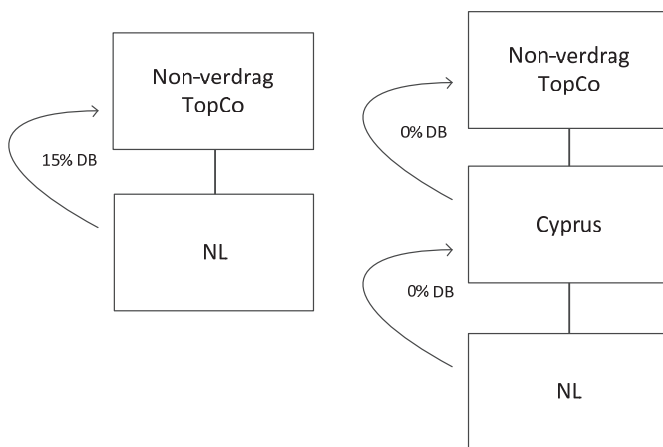 Non-verdrag
TopCo
15% DB
NL
Non-verdrag
TopCo
0% DB
Cyprus
0% DB
NL